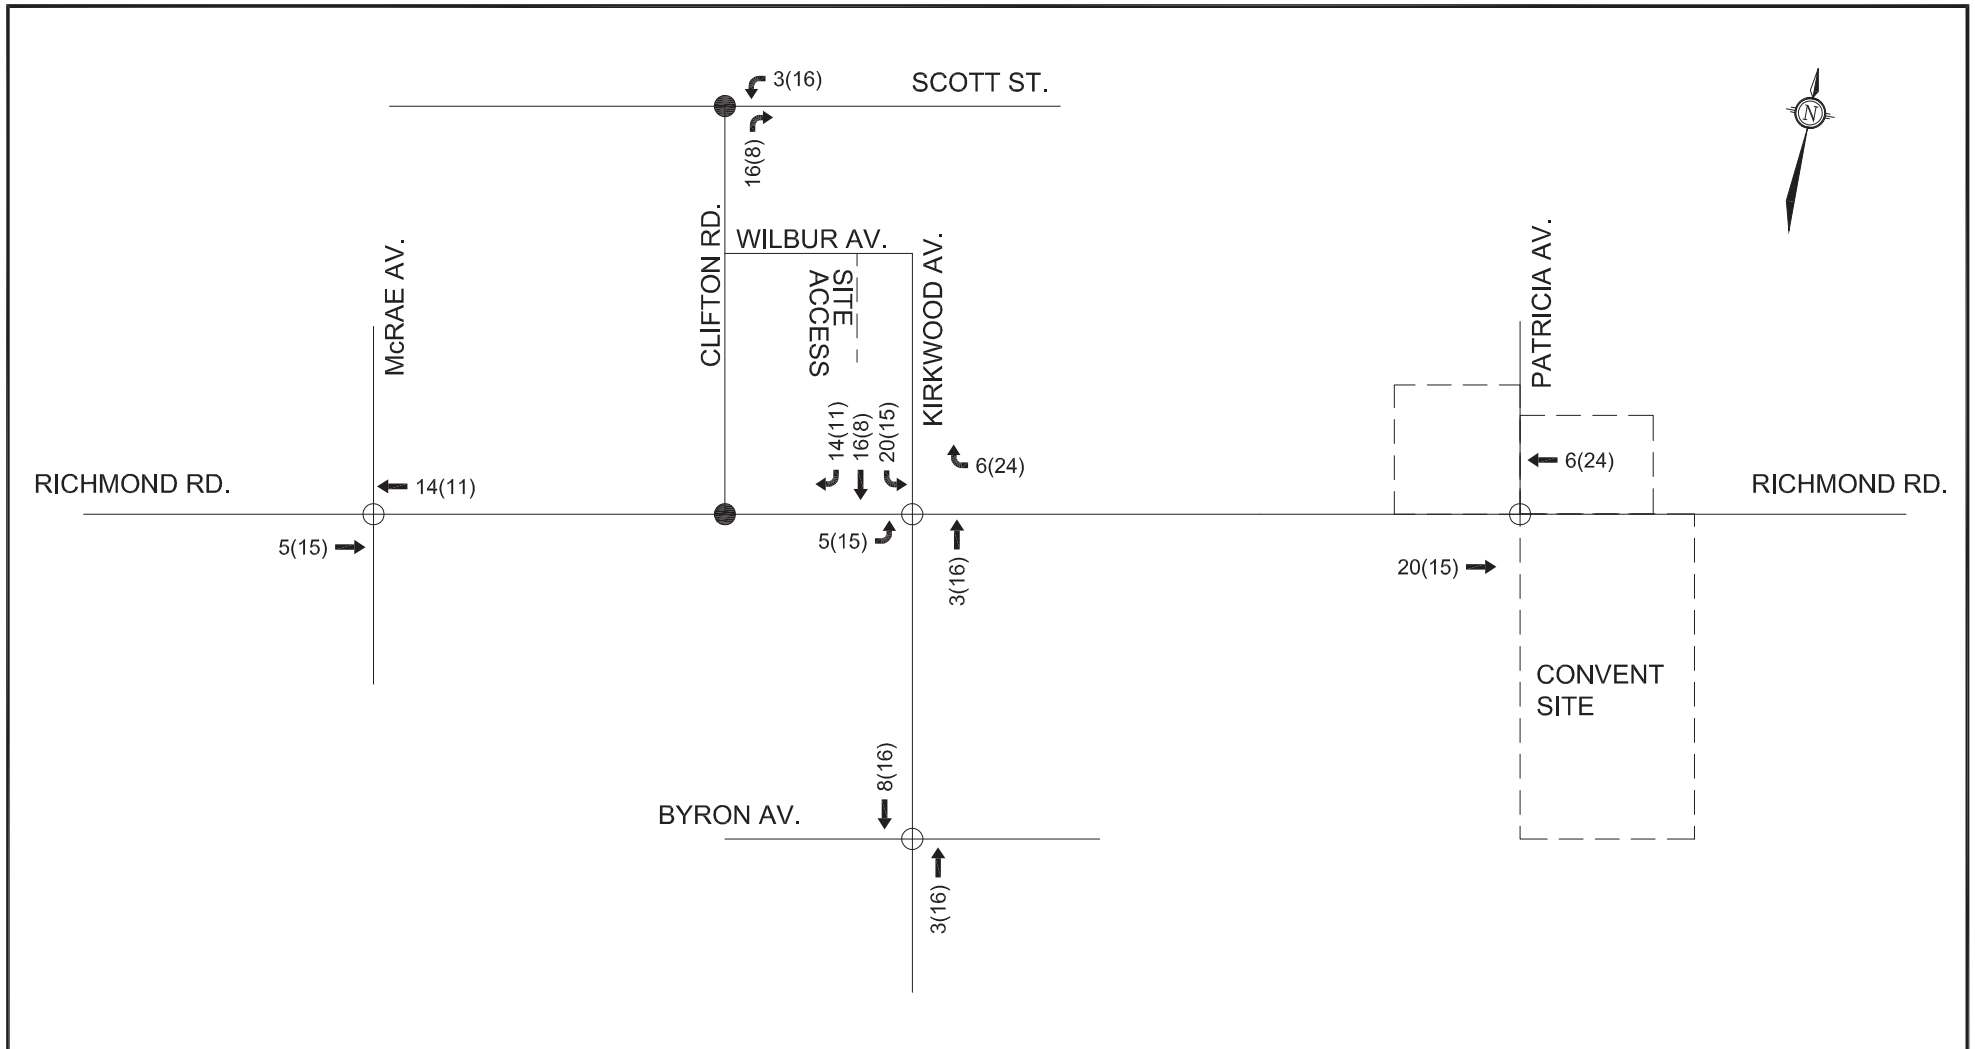 3(16)
SCOTT ST.
N
16(8)
CLIFTON RD.
WILBUR AV.
SITE
ACCESS
KIRKWOOD AV.
McRAE AV.
PATRICIA AV.
14(11)
16(8)
20(15)
6(24)
6(24)
RICHMOND RD.
14(11)
RICHMOND RD.
5(15)
5(15)
3(16)
20(15)
CONVENT
SITE
8(16)
BYRON AV.
3(16)